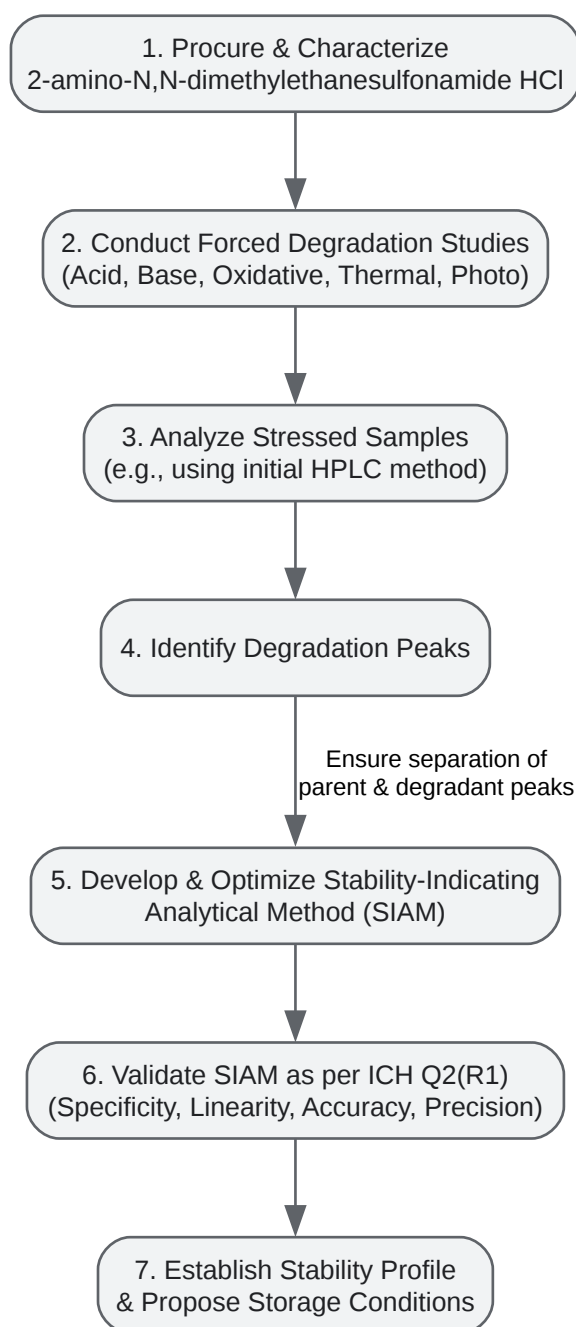 1. Procure & Characterize
2-amino-N,N-dimethylethanesulfonamide HCl
2. Conduct Forced Degradation Studies
(Acid, Base, Oxidative, Thermal, Photo)
3. Analyze Stressed Samples
(e.g., using initial HPLC method)
4. Identify Degradation Peaks
Ensure separation of
parent & degradant peaks
5. Develop & Optimize Stability-Indicating
Analytical Method (SIAM)
6. Validate SIAM as per ICH Q2(R1)
(Specificity, Linearity, Accuracy, Precision)
7. Establish Stability Profile
& Propose Storage Conditions